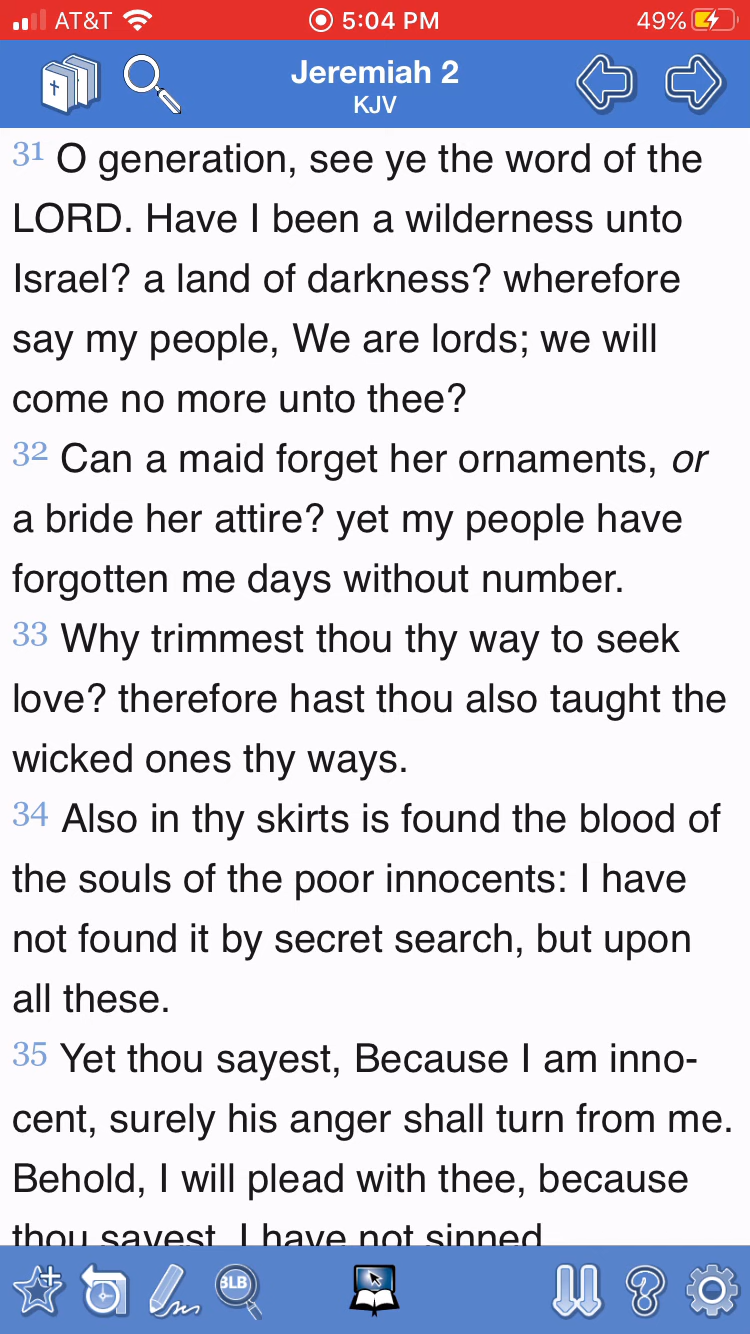 AT&T 5:04 PM 49%
Jeremiah 2
KJV
31 O generation, see ye the word of the
LORD. Have I been a wilderness unto
Israel? a land of darkness? wherefore
say my people, We are lords; we will
come no more unto thee?
32 Can a maid forget her ornaments, or
a bride her attire? yet my people have
forgotten me days without number.
33 Why trimmest thou thy way to seek
love? therefore hast thou also taught the
wicked ones thy ways.
34 Also in thy skirts is found the blood of
the souls of the poor innocents: I have
not found it by secret search, but upon
all these.
35 Yet thou sayest, Because I am inno-
cent, surely his anger shall turn from me.
Behold, I will plead with thee, because
thou sayest, I have not sinned.
BLB